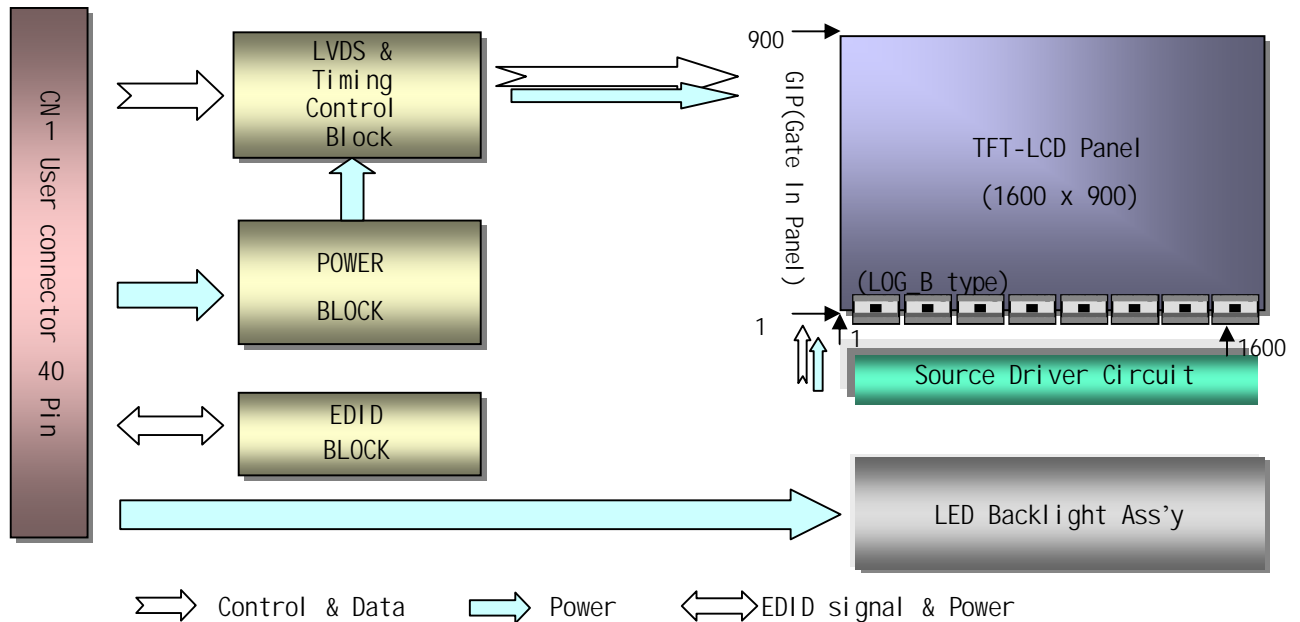 CN-1 User connector 40 Pin
LVDS &
Timing
Control
Block
POWER
BLOCK
EDID
BLOCK
900
GIP(Gate In Panel)
1
TFT-LCD Panel
(1600 x 900)
(LOG_B type)
1
1600
Source Driver Circuit
LED Backlight Ass'y
Control & Data
Power
EDID signal & Power